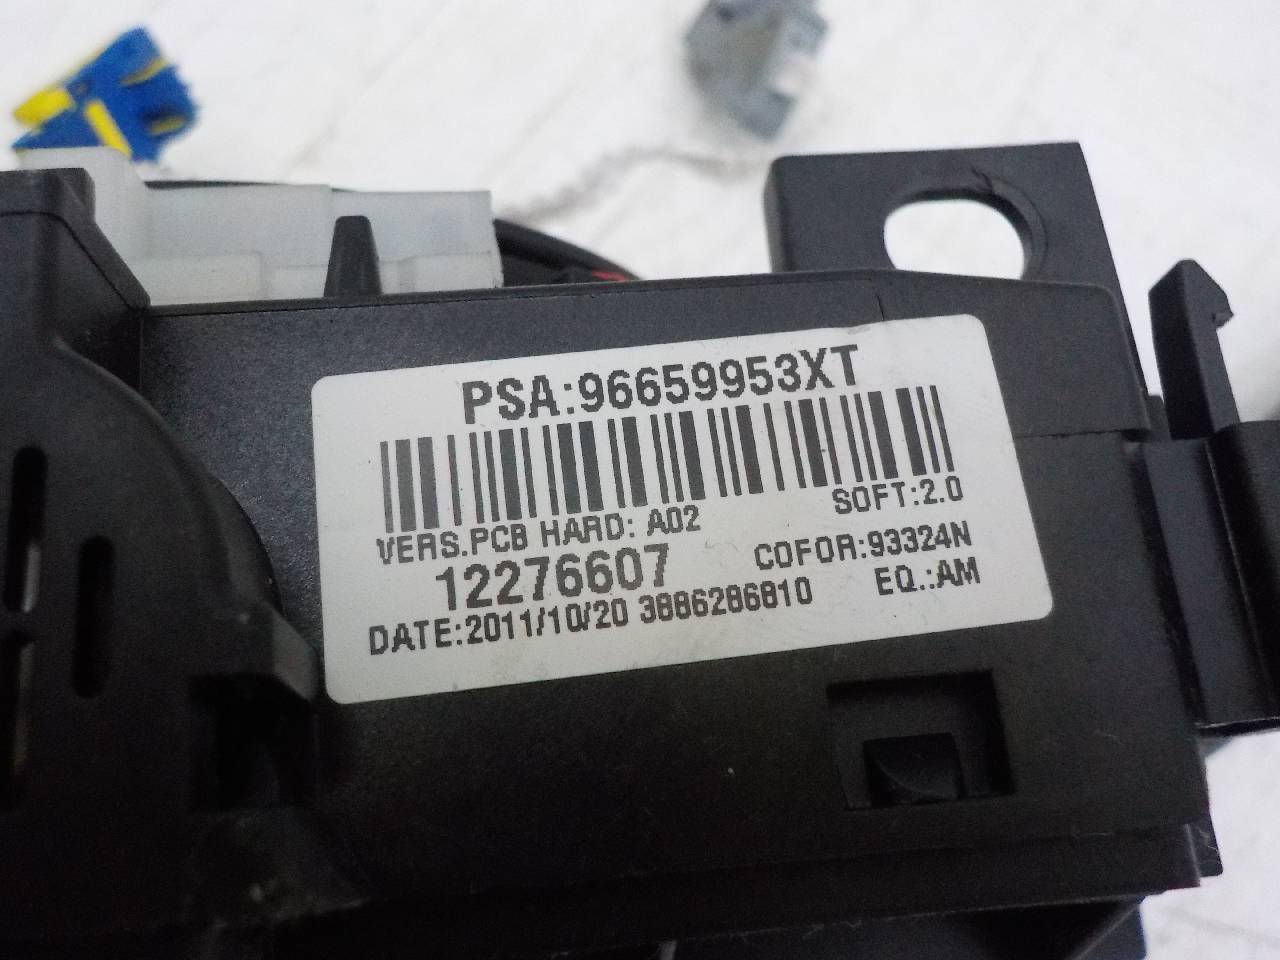 PSA:96659953XT
VERS.PCB HARD: A02 SOFT:2.0
12276607 COFOR:93324N
DATE:2011/10/20 3886286810 EQ.:AM